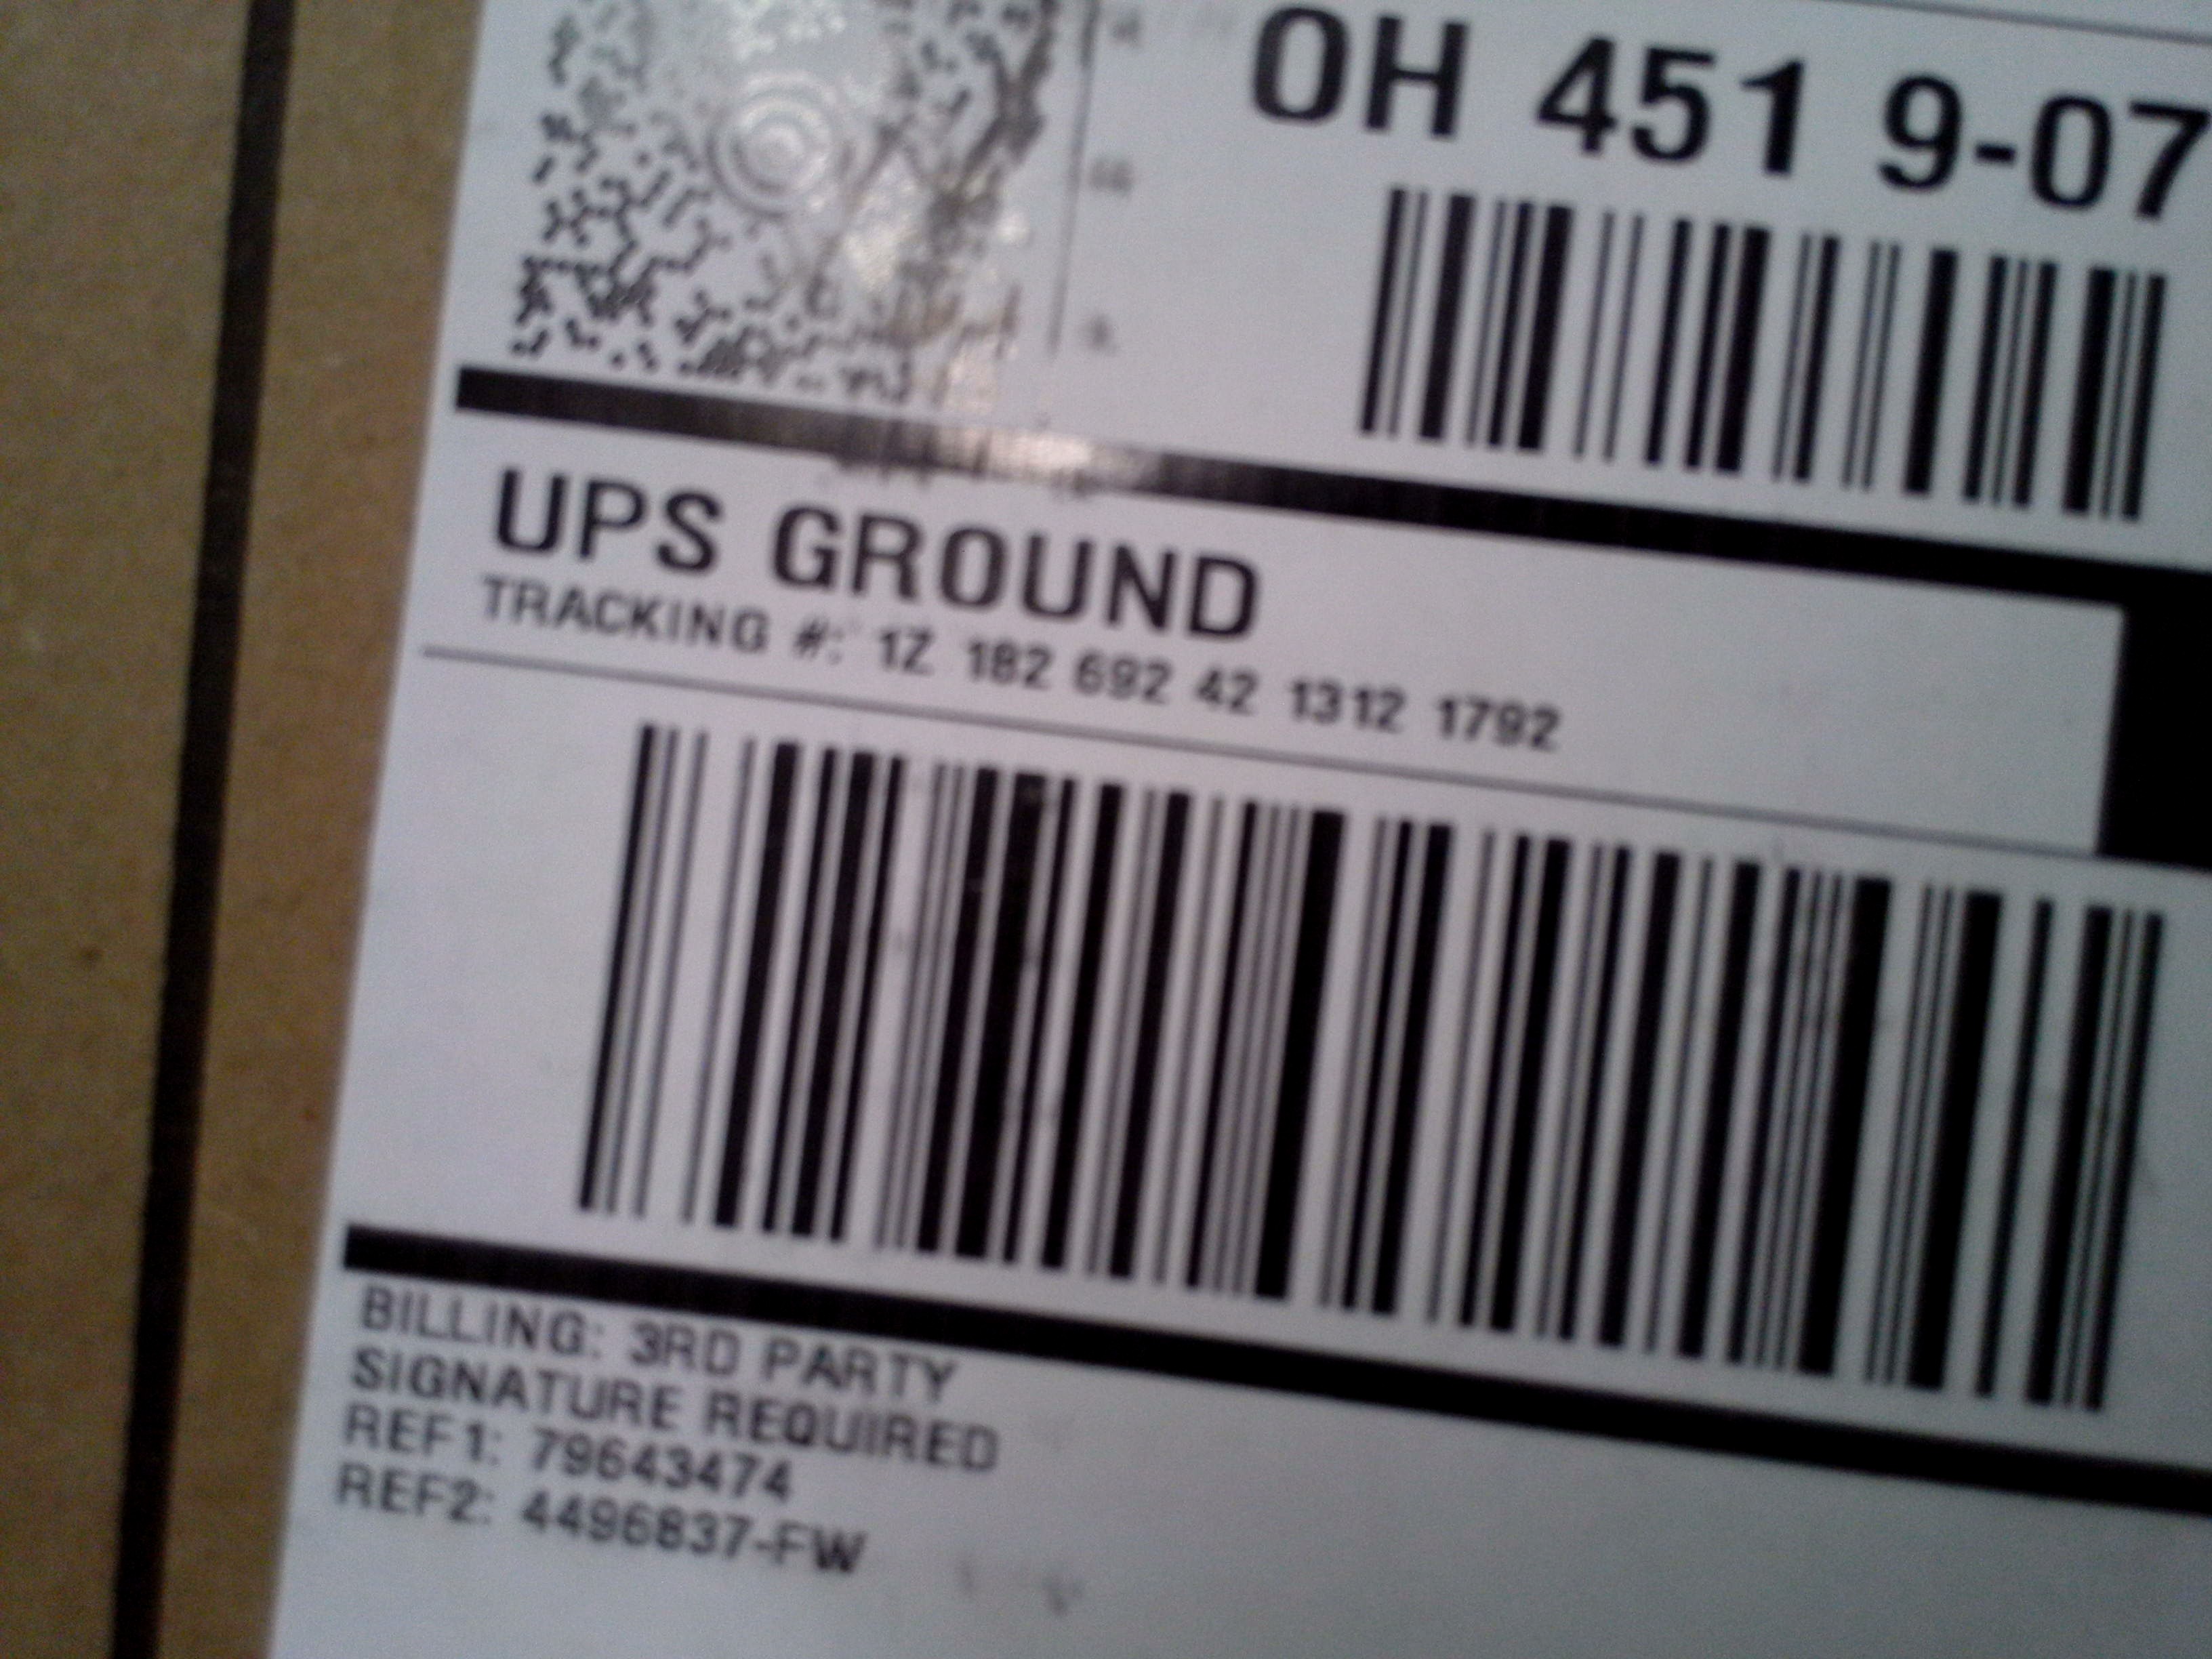 OH 451 9-07
UPS GROUND
TRACKING #: 1Z 182 692 42 1312 1792
BILLING: 3RD PARTY
SIGNATURE REQUIRED
REF1: 79643474
REF2: 4496837-FW